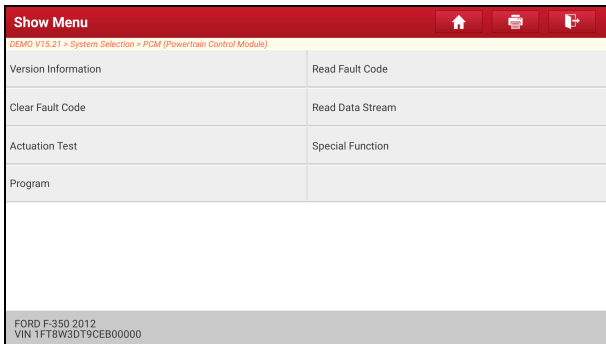 Show Menu
DEMO V15.21 > System Selection > PCM (Powertrain Control Module)
Version Information
Read Fault Code
Clear Fault Code
Read Data Stream
Actuation Test
Special Function
Program
FORD F-350 2012
VIN 1FT8W3DT9CEB00000